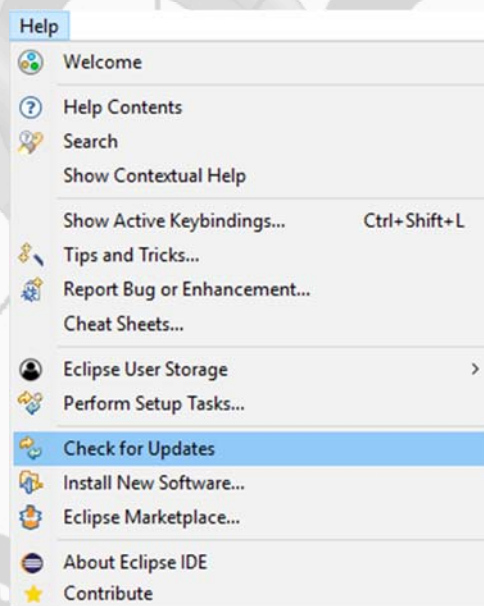 Help
Welcome
Help Contents
Search
Show Contextual Help
Show Active Keybindings... Ctrl+Shift+L
Tips and Tricks...
Report Bug or Enhancement...
Cheat Sheets...
Eclipse User Storage >
Perform Setup Tasks...
Check for Updates
Install New Software...
Eclipse Marketplace...
About Eclipse IDE
Contribute